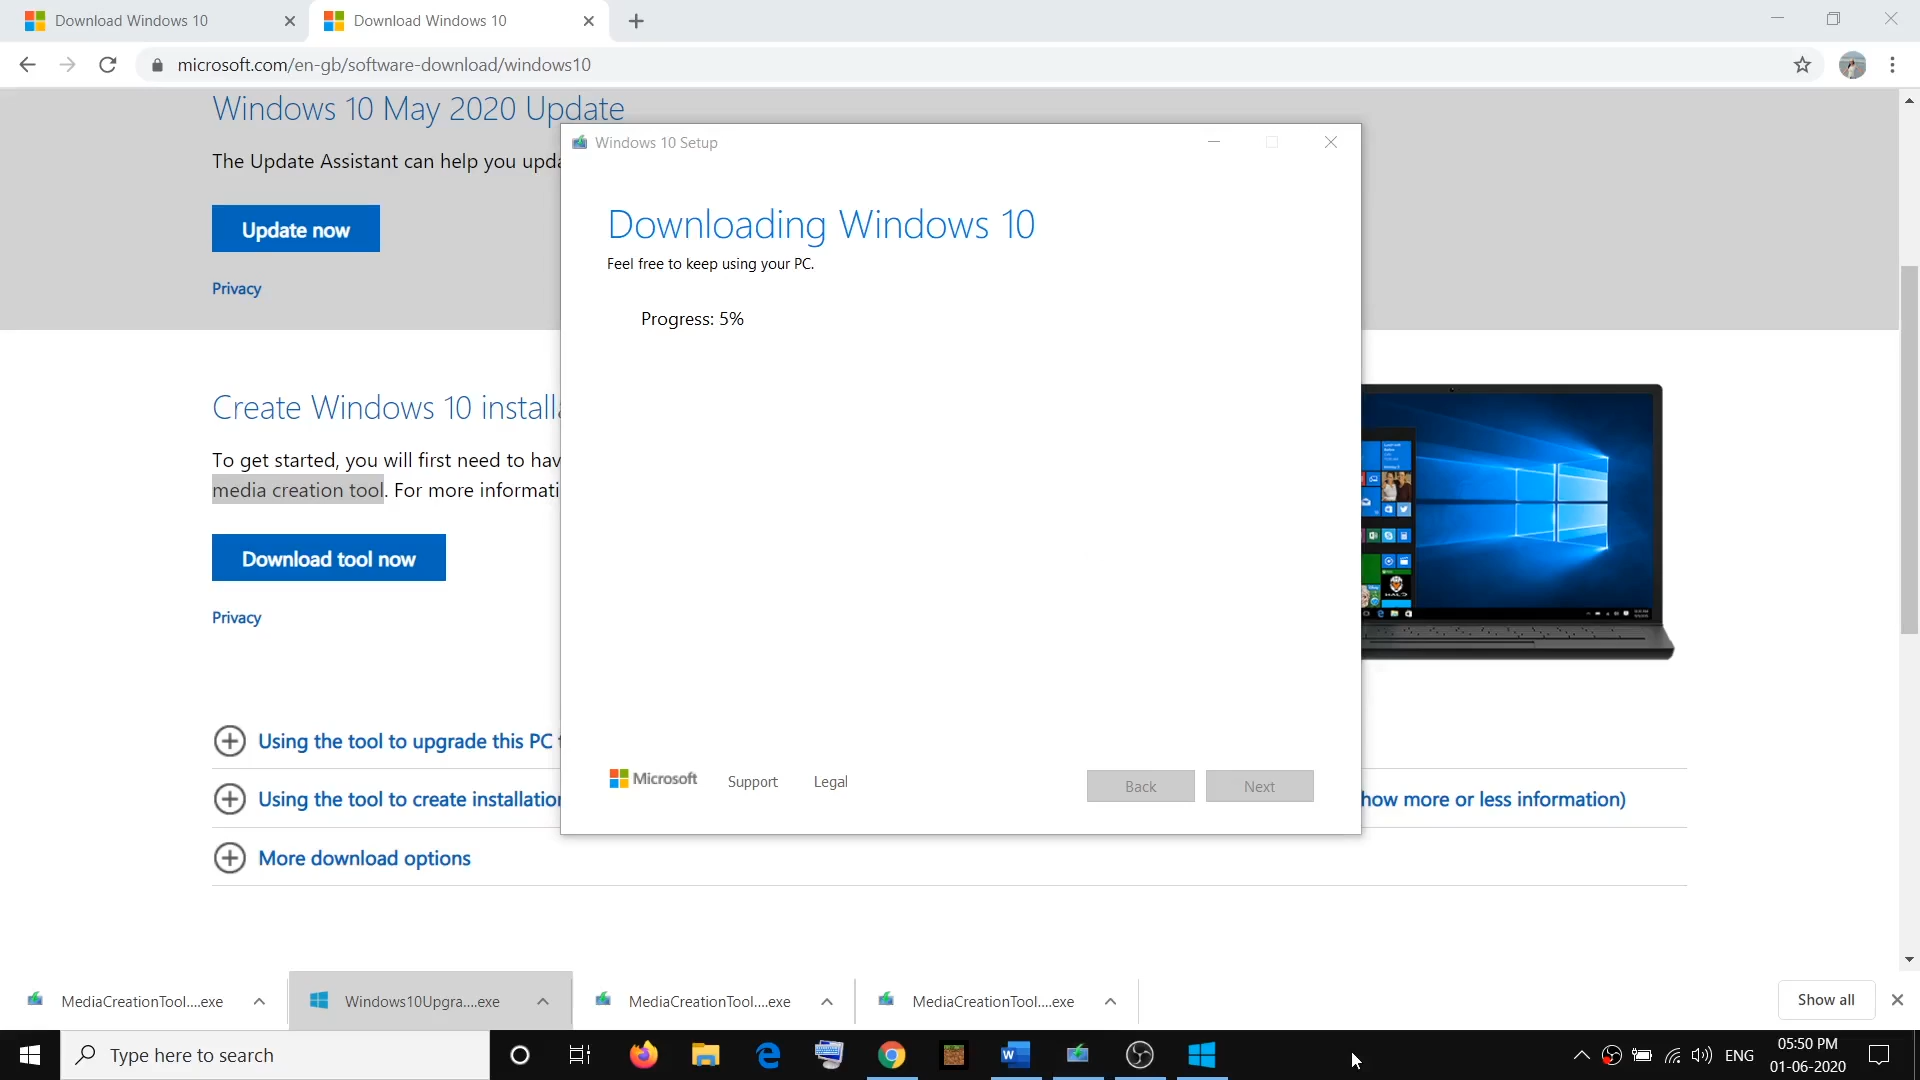 Download Windows 10
Download Windows 10
microsoft.com/en-gb/software-download/windows10
Windows 10 May 2020 Update
The Update Assistant can help you upda
Update now
Privacy
Windows 10 Setup
Downloading Windows 10
Feel free to keep using your PC.
Progress: 5%
Create Windows 10 installa
To get started, you will first need to hav
media creation tool. For more informati
Download tool now
Privacy
Using the tool to upgrade this PC
Microsoft
Support
Legal
Back
Next
Using the tool to create installation
how more or less information)
More download options
MediaCreationTool....exe
Windows10Upgra....exe
MediaCreationTool....exe
MediaCreationTool....exe
Show all
Type here to search
ENG
05:50 PM
01-06-2020